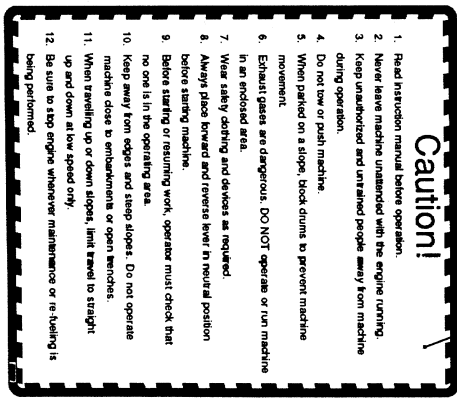 Caution!
1. Read instruction manual before operation.
2. Never leave machine unattended with the engine running.
3. Keep unauthorized and untrained people away from machine
during operation.
4. Do not tow or push machine.
5. When parked on a slope, block drums to prevent machine
movement.
6. Exhaust gases are dangerous. DO NOT operate or run machine
in an enclosed area.
7. Wear safety clothing and devices as required.
8. Always place forward and reverse lever in neutral position
before starting machine.
9. Before starting or resuming work, operator must check that
no one is in the operating area.
10. Keep away from edges and steep slopes. Do not operate
machine close to embankments or open trenches.
11. When travelling up or down slopes, limit travel to straight
up and down at low speed only.
12. Be sure to stop engine whenever maintenance or re-fueling is
being performed.